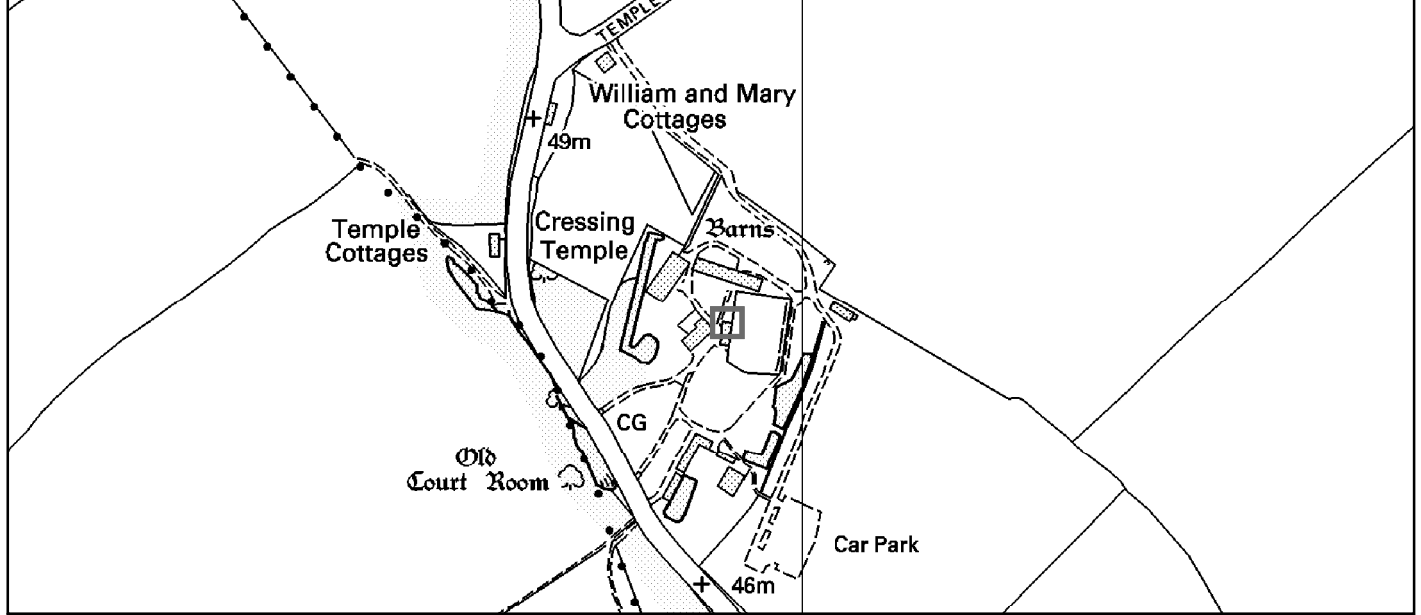 TEMPLE
William and Mary
Cottages
49m
Temple
Cottages
Cressing
Temple
Barns
CG
Old
Court Room
Car Park
46m